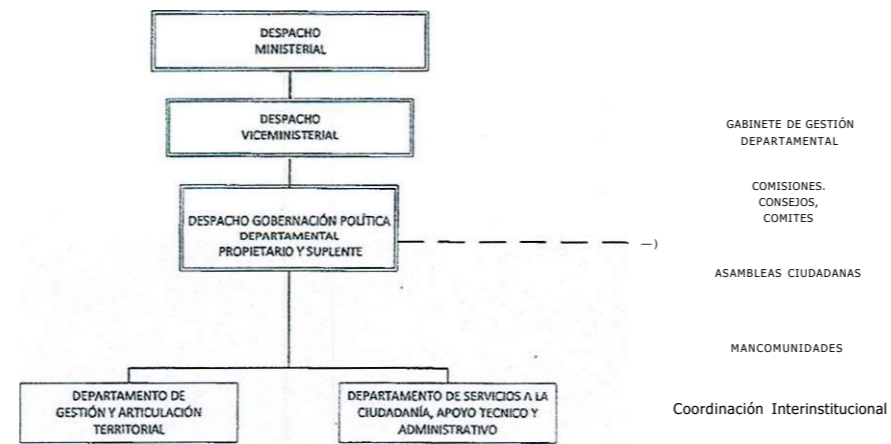 DESPACHO
MINISTERIAL
DESPACHO
VICEMINISTERIAL
DESPACHO GOBERNACIÓN POLÍTICA
DEPARTAMENTAL
PROPIETARIO Y SUPLENTE
DEPARTAMENTO DE
GESTIÓN Y ARTICULACIÓN
TERRITORIAL
DEPARTAMENTO DE SERVICIOS A LA
CIUDADANÍA, APOYO TECNICO Y
ADMINISTRATIVO
GABINETE DE GESTIÓN
DEPARTAMENTAL
COMISIONES.
CONSEJOS,
COMITES
ASAMBLEAS CIUDADANAS
MANCOMUNIDADES
Coordinación Interinstitucional